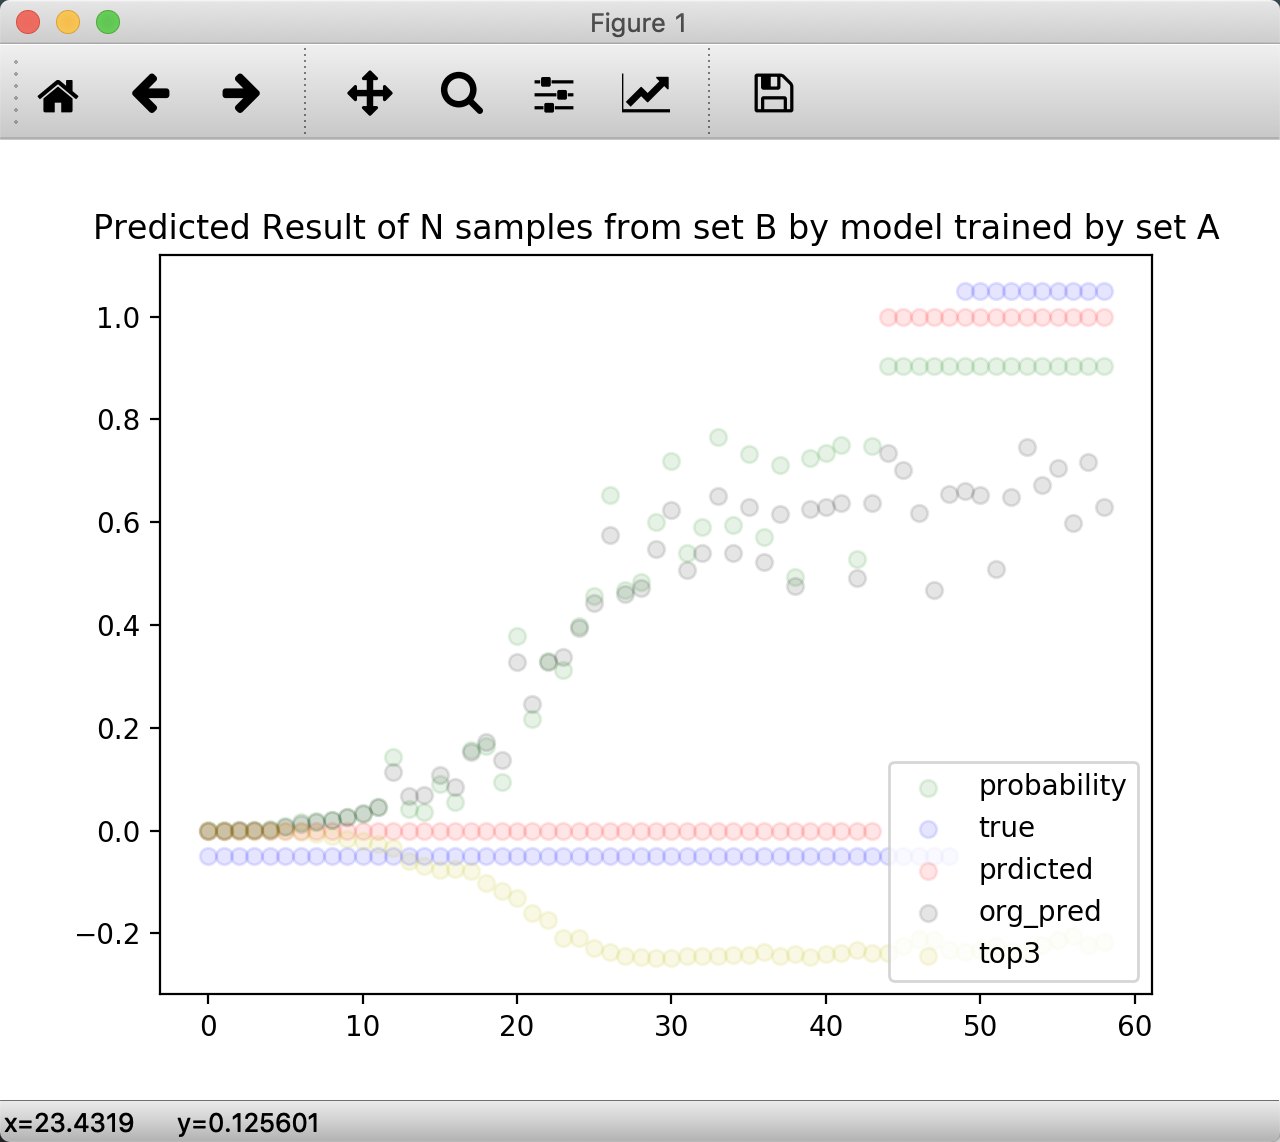 Figure 1
Predicted Result of N samples from set B by model trained by set A
1.0
0.8
0.6
0.4
0.2
0.0
−0.2
probability
true
prdicted
org_pred
top3
0 10 20 30 40 50 60
x=23.4319 y=0.125601